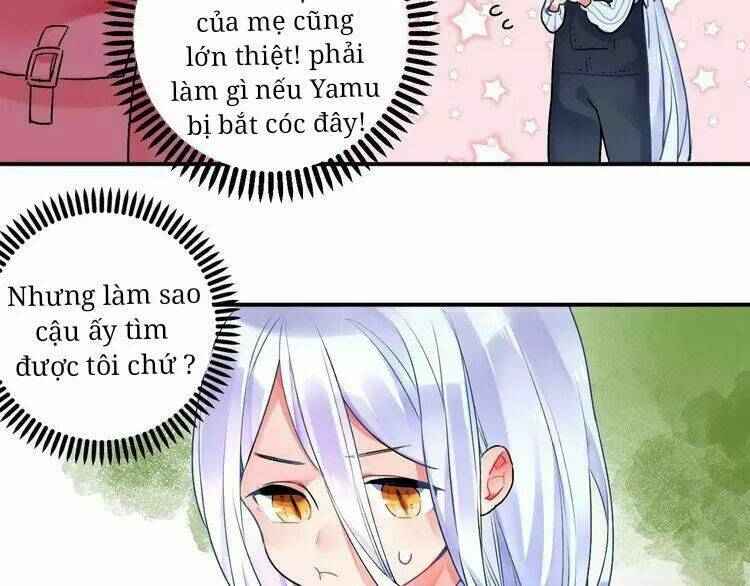 của mẹ cũng
lớn thiệt! phải
làm gì nếu Yamu
bị bắt cóc đây!
Nhưng làm sao
cậu ấy tìm
được tôi chứ ?